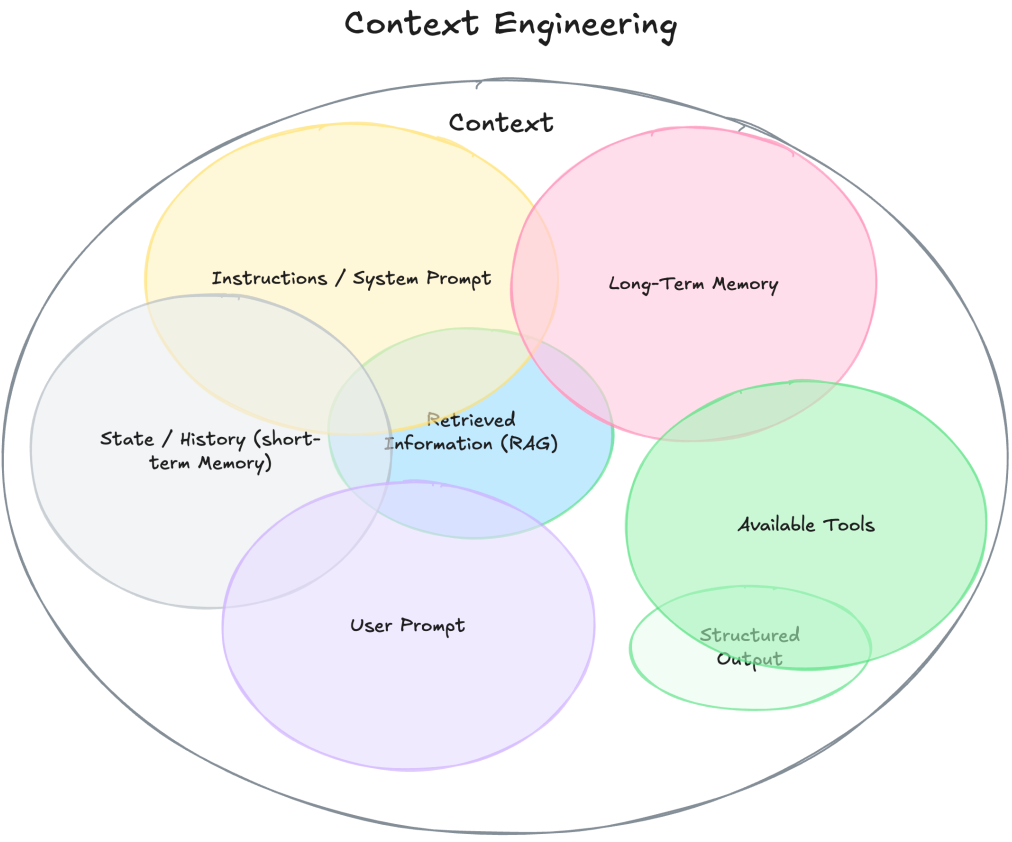 Context Engineering
Context
Instructions / System Prompt
Long-Term Memory
Retrieved
Information (RAG)
State / History (short-
term Memory)
Available Tools
User Prompt
Structured
Output